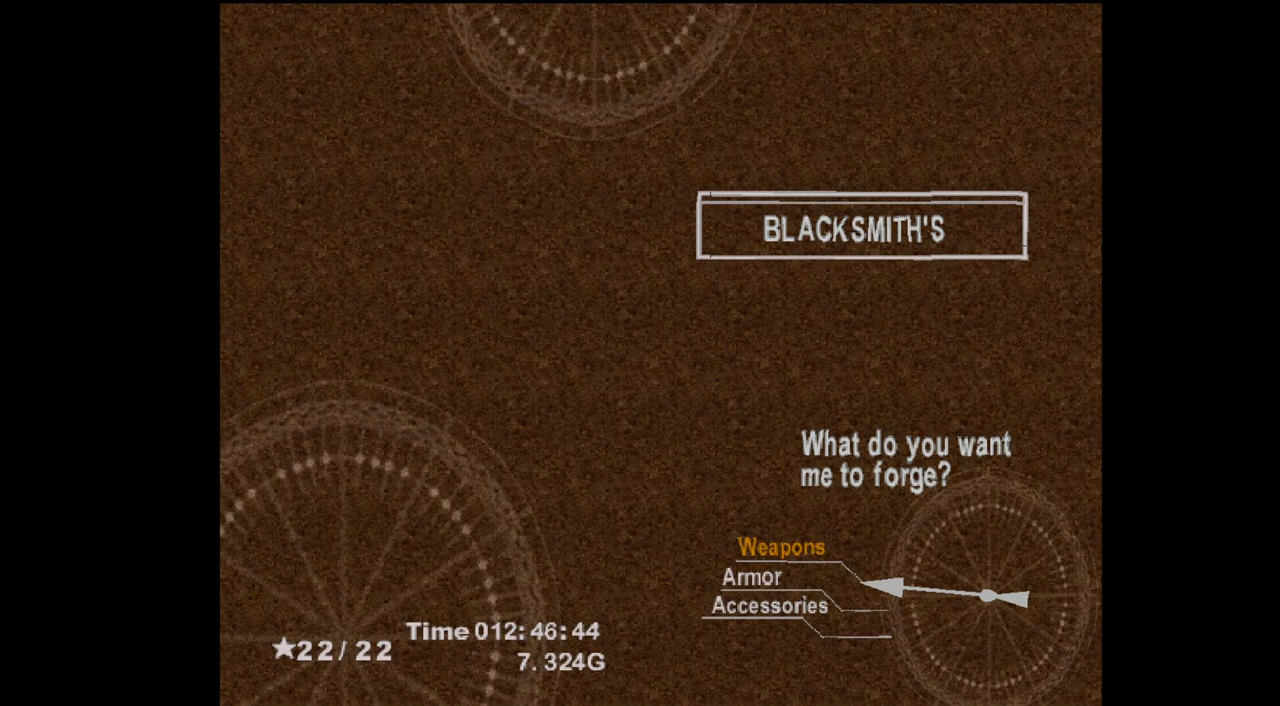 BLACKSMITH'S
What do you want
me to forge?
Weapons
Armor
Accessories
Time 012:46:44
★22/22
7.324G